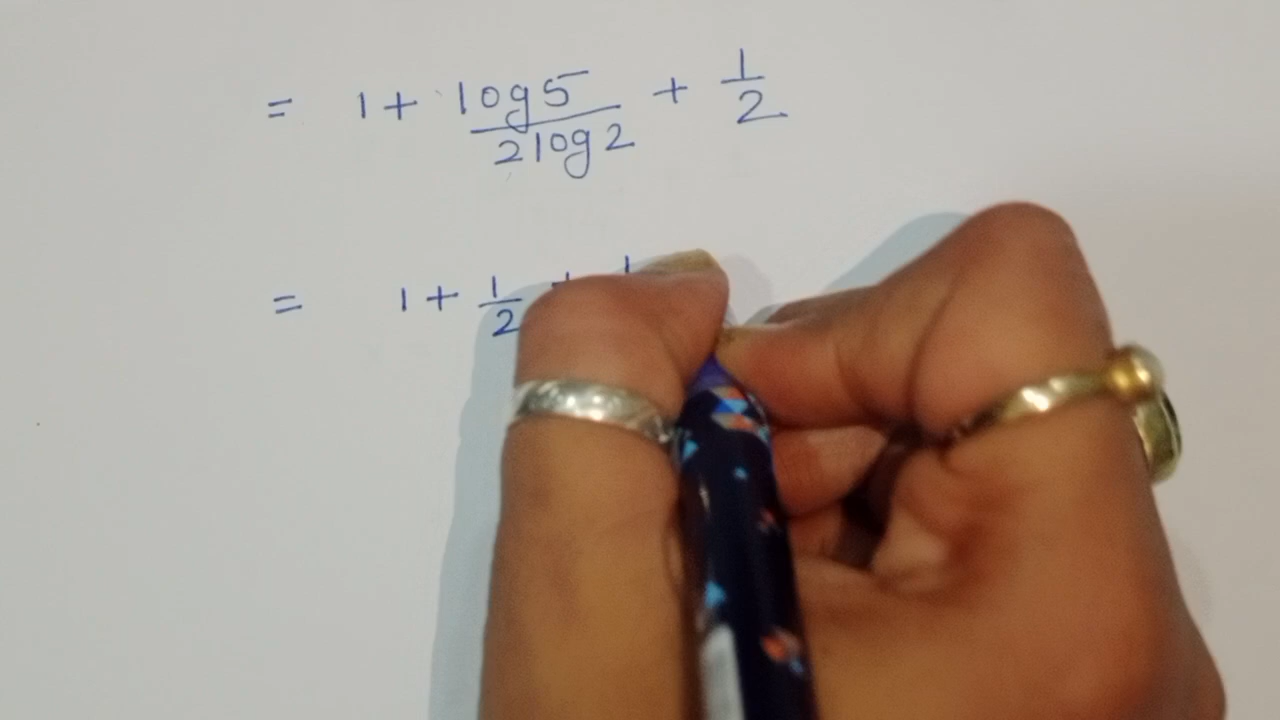 = 1 + log5/2log2 + 1/2
= 1 + 1/2 +